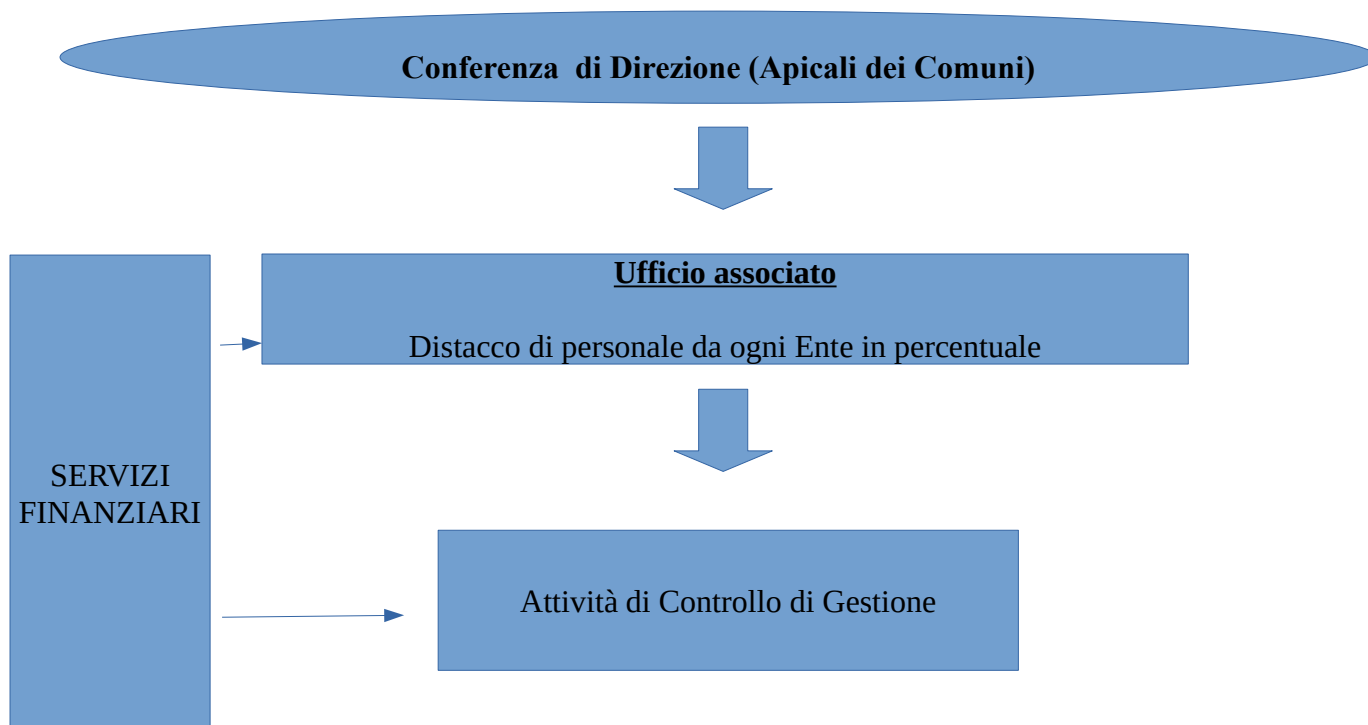 Conferenza  di Direzione (Apicali dei Comuni)
Ufficio associato
Distacco di personale da ogni Ente in percentuale
SERVIZI
FINANZIARI
Attività di Controllo di Gestione